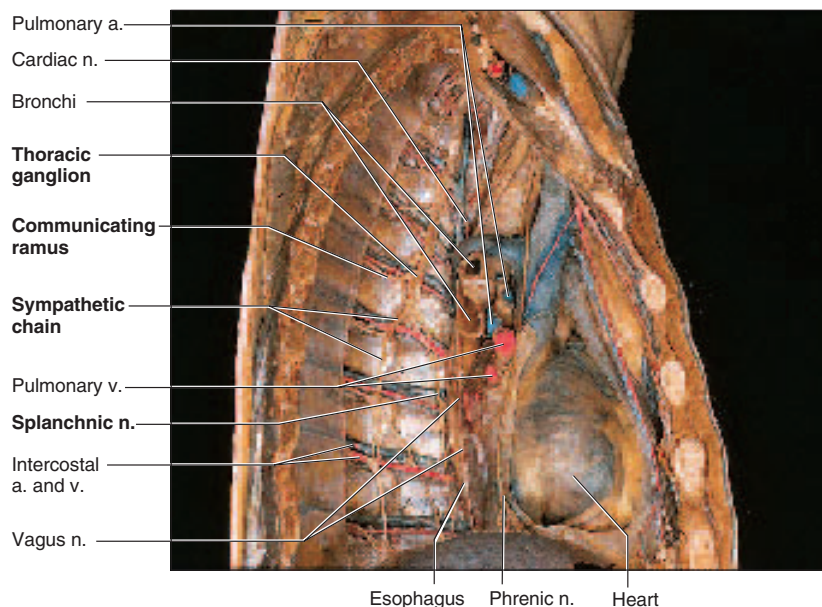 Pulmonary a.
Cardiac n.
Bronchi
Thoracic
ganglion
Communicating
ramus
Sympathetic
chain
Pulmonary v.
Splanchnic n.
Intercostal
a. and v.
Vagus n.
Esophagus Phrenic n. Heart